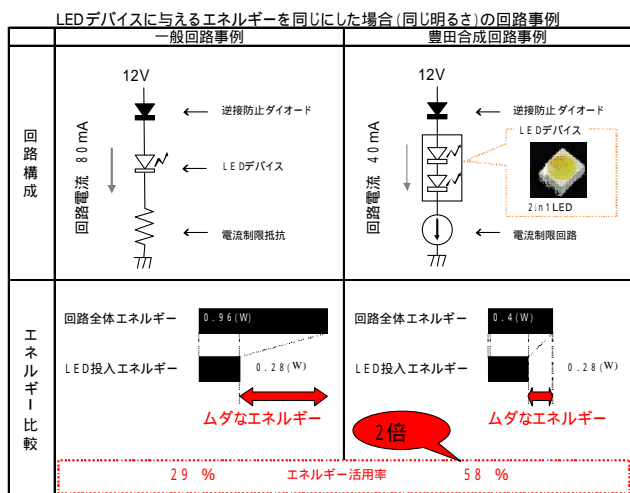 LEDデバイスに与えるエネルギーを同じにした場合(同じ明るさ)の回路事例
一般回路事例
豊田合成回路事例
回路構成
12V
逆接防止ダイオード
回路電流 80mA
LEDデバイス
電流制限抵抗
12V
逆接防止ダイオード
LEDデバイス
回路電流 40mA
2in1LED
電流制限回路
エネルギー比較
回路全体エネルギー
0.96(W)
LED投入エネルギー
0.28(W)
ムダなエネルギー
回路全体エネルギー
0.4(W)
LED投入エネルギー
0.28(W)
ムダなエネルギー
2倍
29 % エネルギー活用率 58 %